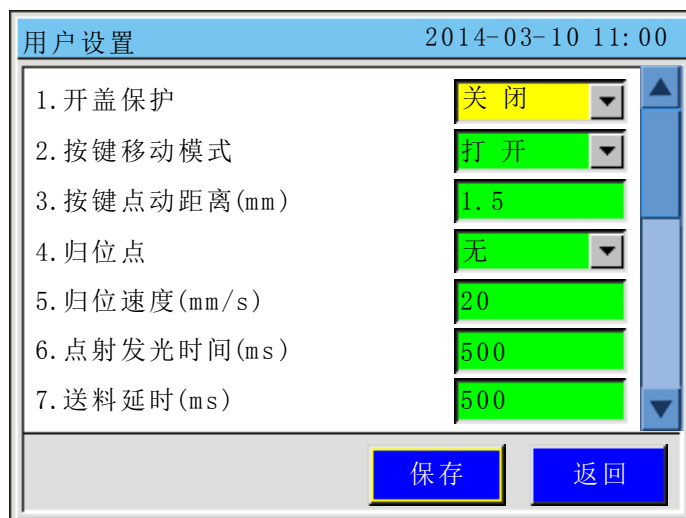 用户设置 2014-03-10 11:00
1.开盖保护 关 闭
2.按键移动模式 打 开
3.按键点动距离(mm) 1.5
4.归位点 无
5.归位速度(mm/s) 20
6.点射发光时间(ms) 500
7.送料延时(ms) 500
保存 返回